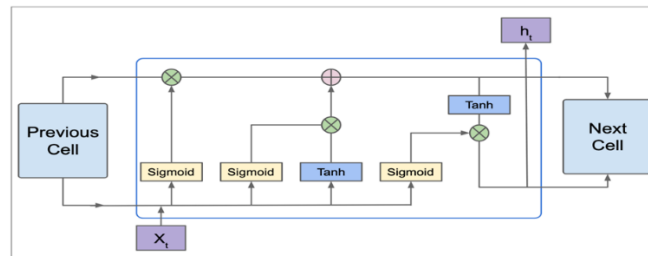 h_t
Tanh
Previous
Cell
Next
Cell
Sigmoid
Sigmoid
Tanh
Sigmoid
X_t